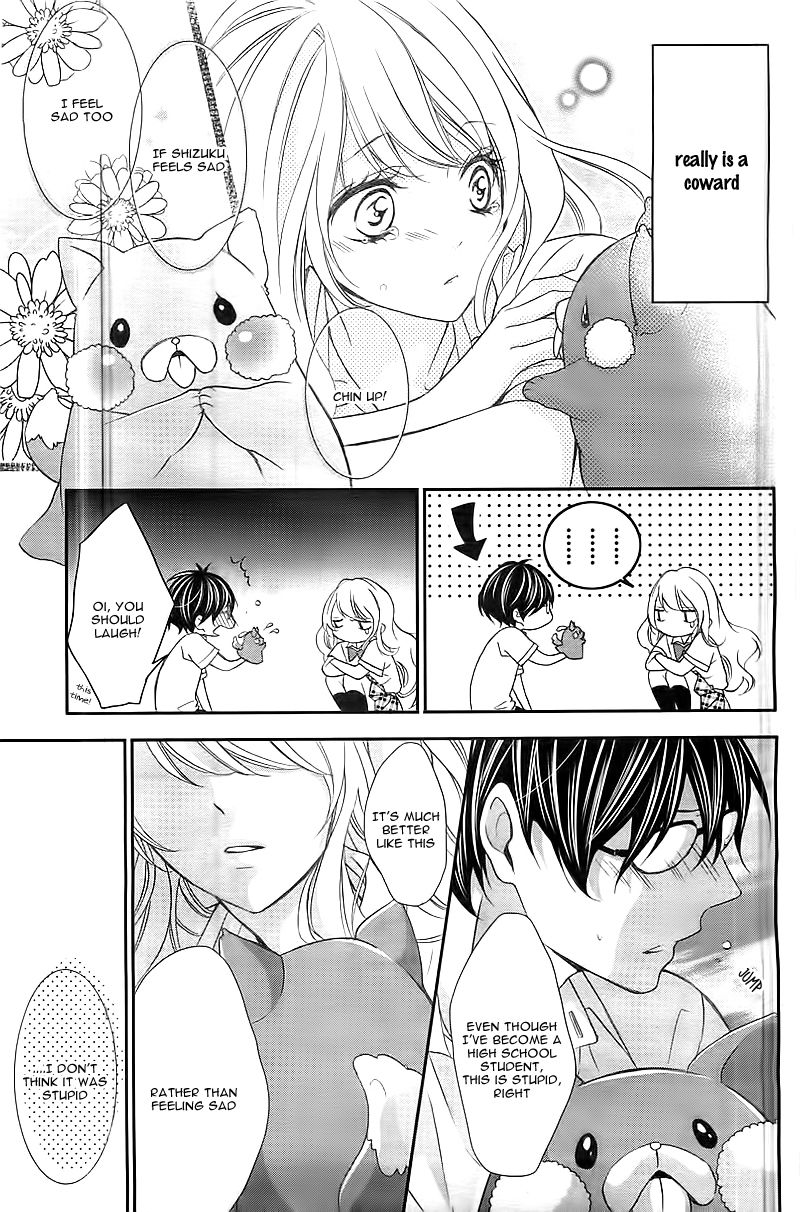 really is a
coward
IF SHIZUKU
FEELS SAD
I FEEL
SAD TOO
CHIN UP!
OI, YOU
SHOULD
LAUGH!
this
time!
JUMP
EVEN THOUGH
I'VE BECOME A
HIGH SCHOOL
STUDENT,
THIS IS STUPID,
RIGHT
IT'S MUCH
BETTER
LIKE THIS
RATHER THAN
FEELING SAD
....I DON'T
THINK IT WAS
STUPID